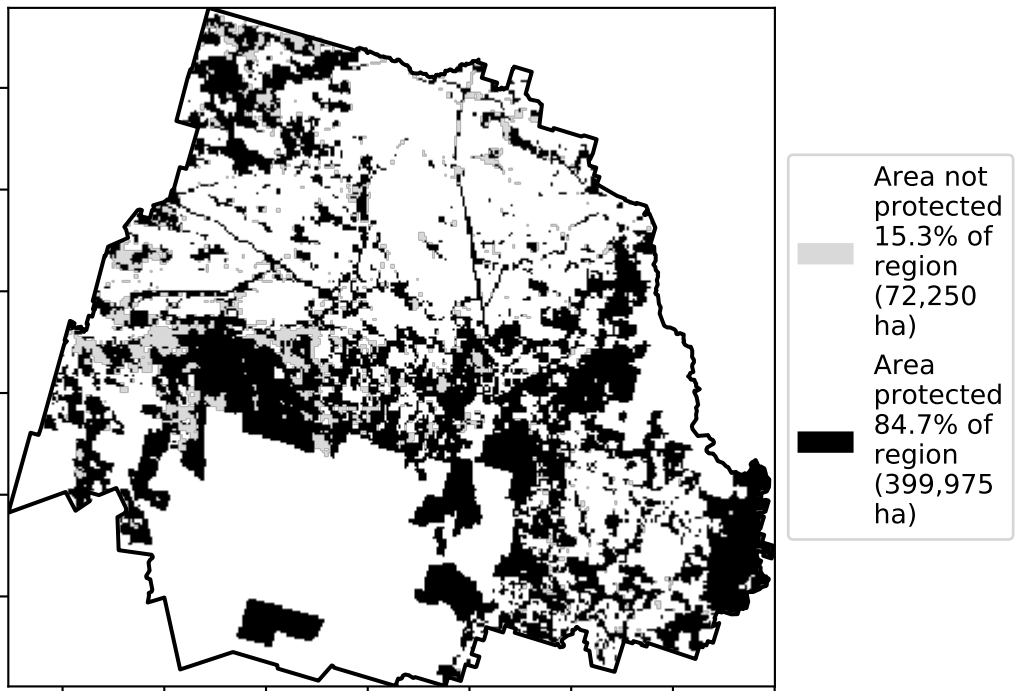 Area not
protected
15.3% of
region
(72,250
ha)
Area
protected
84.7% of
region
(399,975
ha)